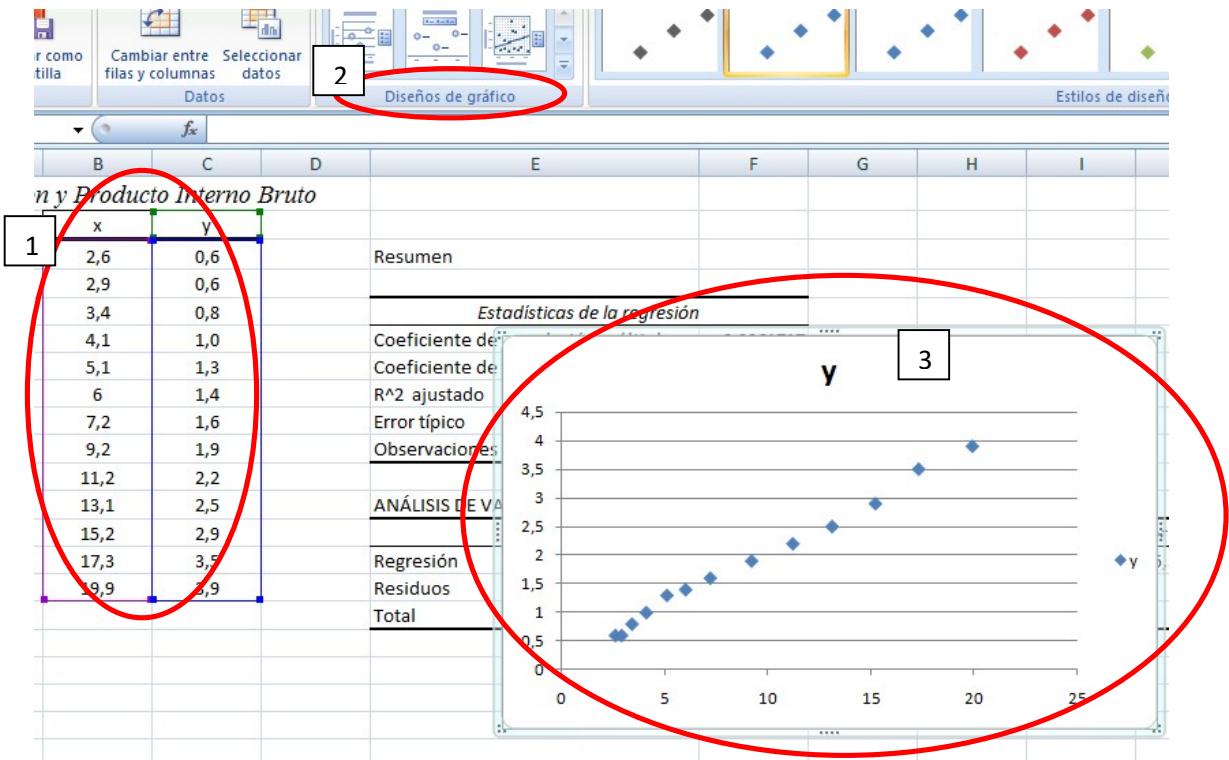 r como Cambiar entre Seleccionar
tilla filas y columnas datos
2
Datos Diseños de gráfico Estilos de diseñ
fx
B C D E F G H I
n y Producto Interno Bruto
x y
1
2,6 0,6 Resumen
2,9 0,6
3,4 0,8 Estadísticas de la regresión
4,1 1,0 Coeficiente de
5,1 1,3 Coeficiente de
6 1,4 R^2 ajustado
7,2 1,6 Error típico
9,2 1,9 Observaciones
11,2 2,2
13,1 2,5 ANÁLISIS DE VA
15,2 2,9
17,3 3,5 Regresión
19,9 3,9 Residuos
Total
y
3
4,5
4
3,5
3
2,5
2
1,5
1
0,5
0
0 5 10 15 20 25
y